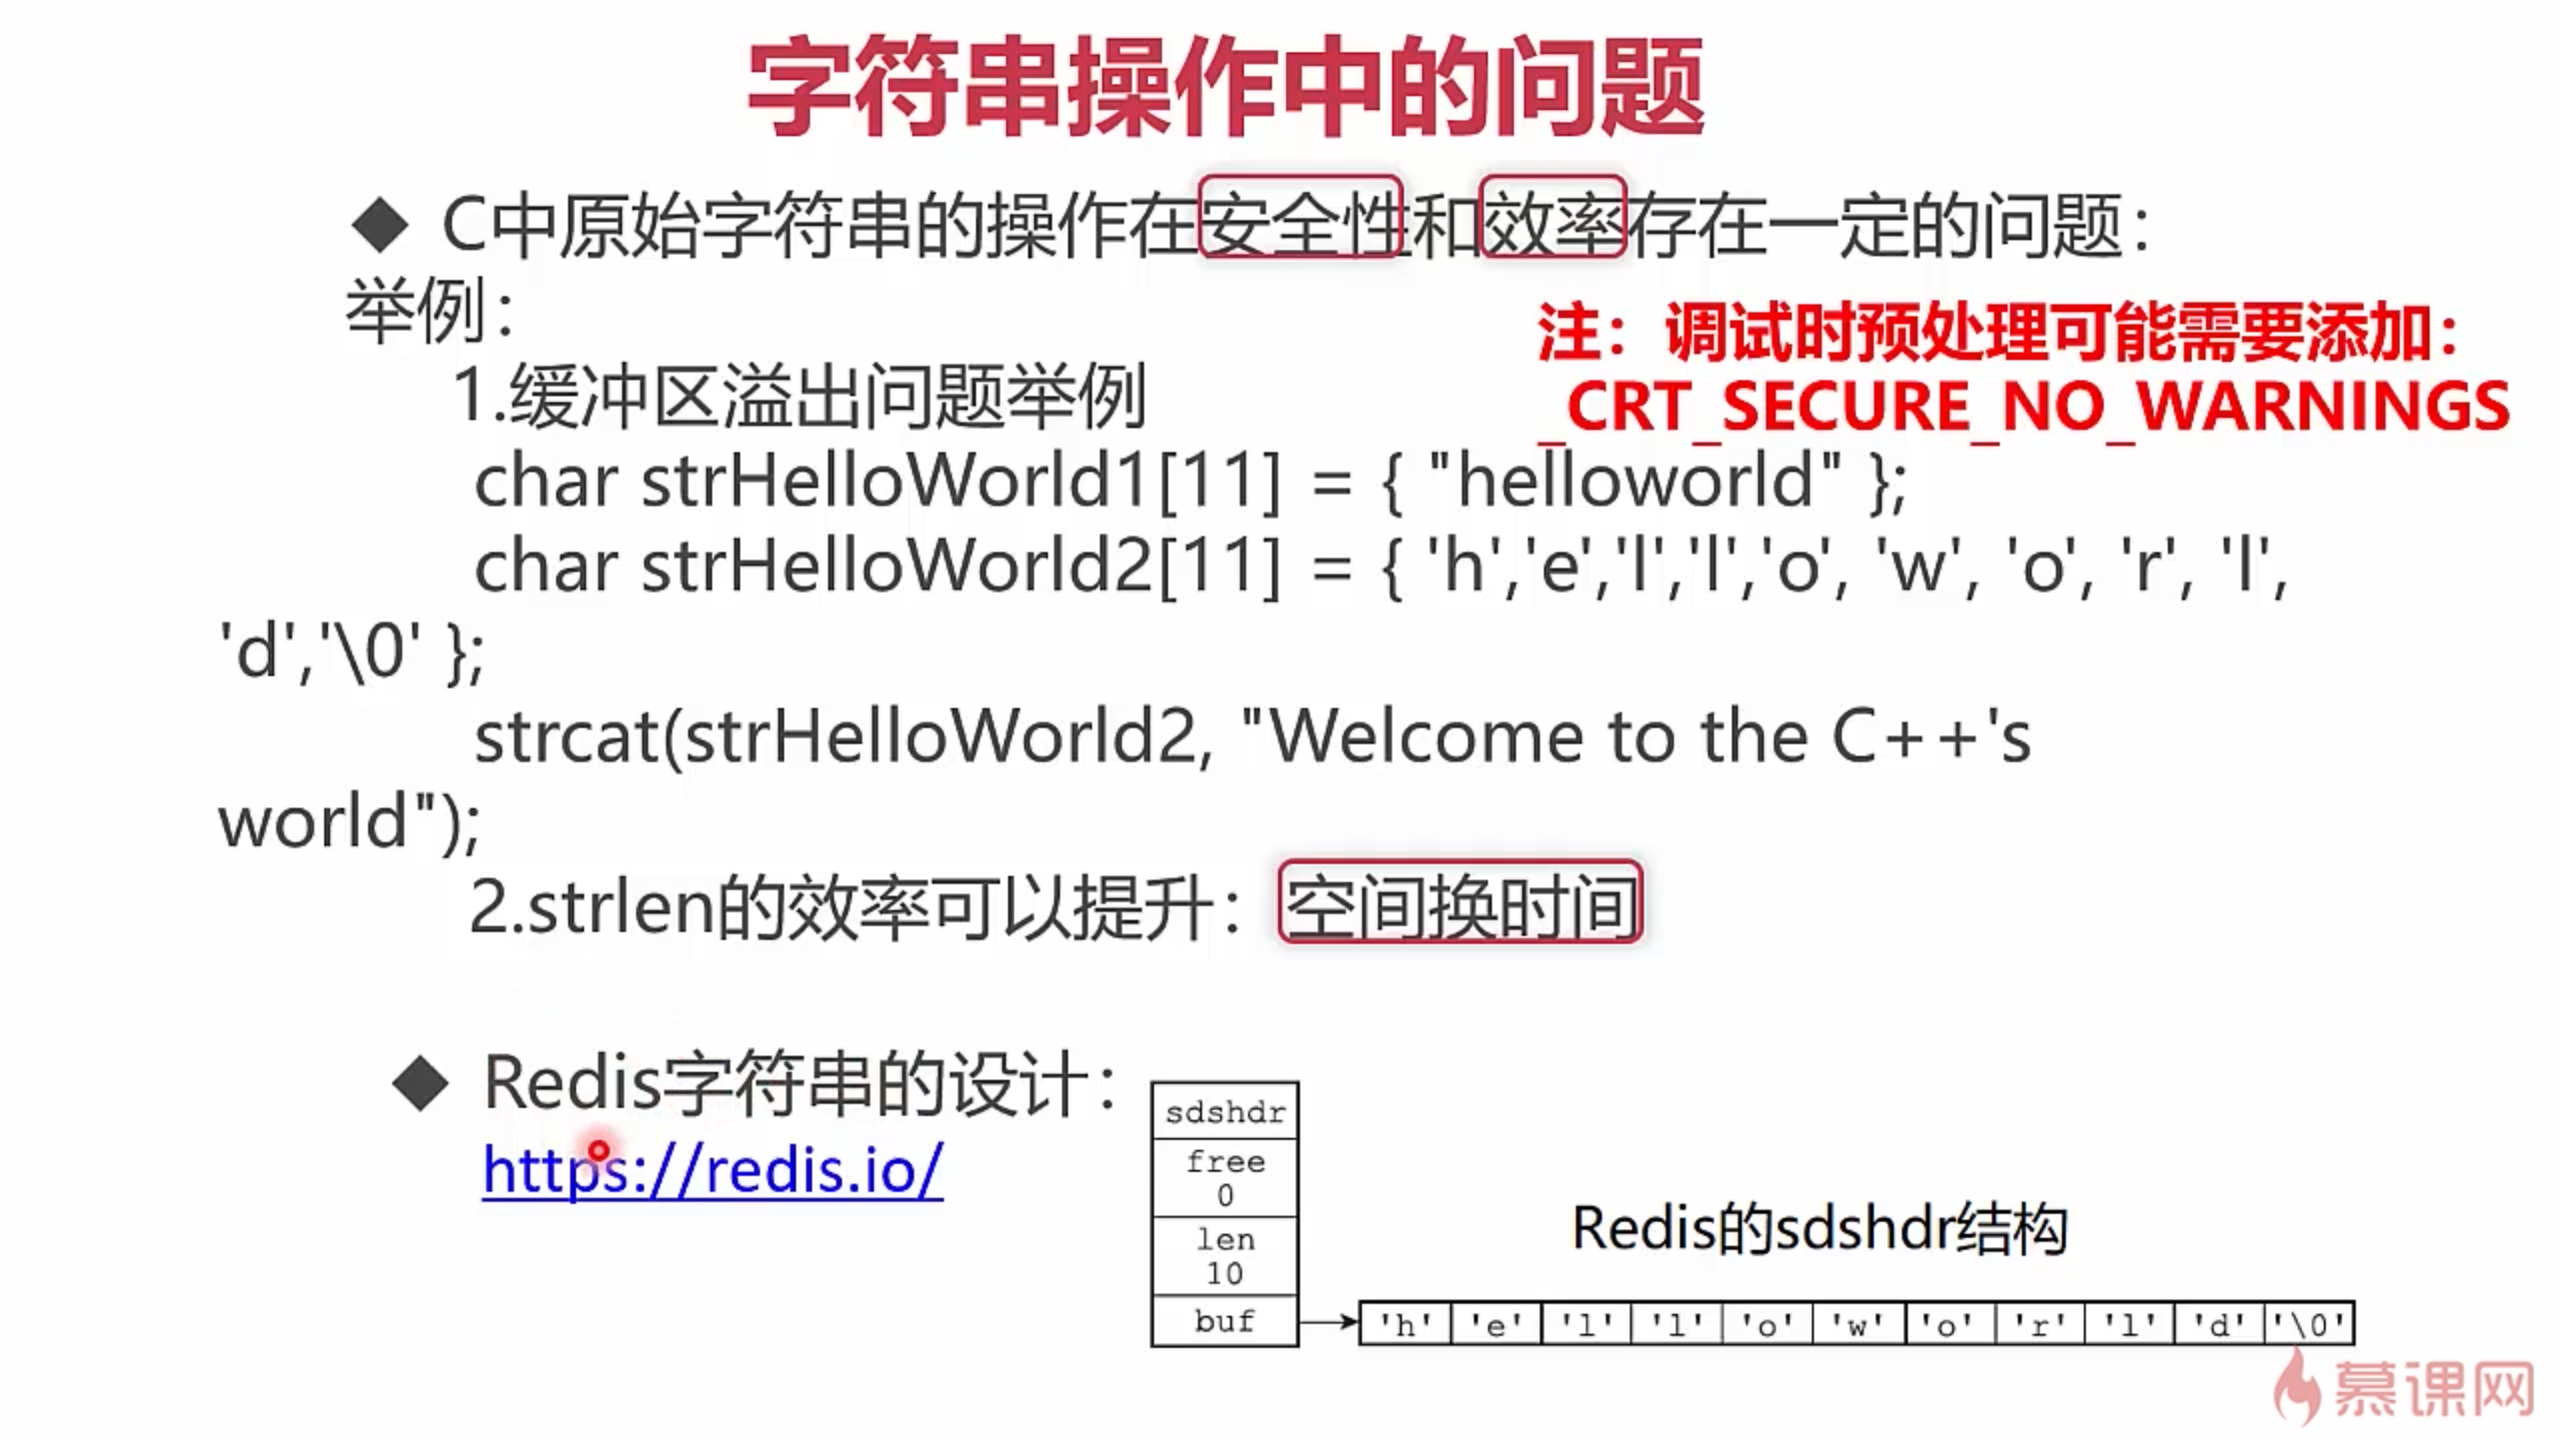 字符串操作中的问题
◆ C中原始字符串的操作在安全性和效率存在一定的问题：
举例：
注：调试时预处理可能需要添加：
_CRT_SECURE_NO_WARNINGS
1.缓冲区溢出问题举例
char strHelloWorld1[11] = { "helloworld" };
char strHelloWorld2[11] = { 'h','e','l','l','o', 'w', 'o', 'r', 'l',
'd','\0' };
strcat(strHelloWorld2, "Welcome to the C++'s
world");
2.strlen的效率可以提升：空间换时间
◆ Redis字符串的设计：
https://redis.io/
sdshdr
free
0
len
10
buf
Redis的sdshdr结构
'h' 'e' 'l' 'l' 'o' 'w' 'o' 'r' 'l' 'd' '\0'
慕课网